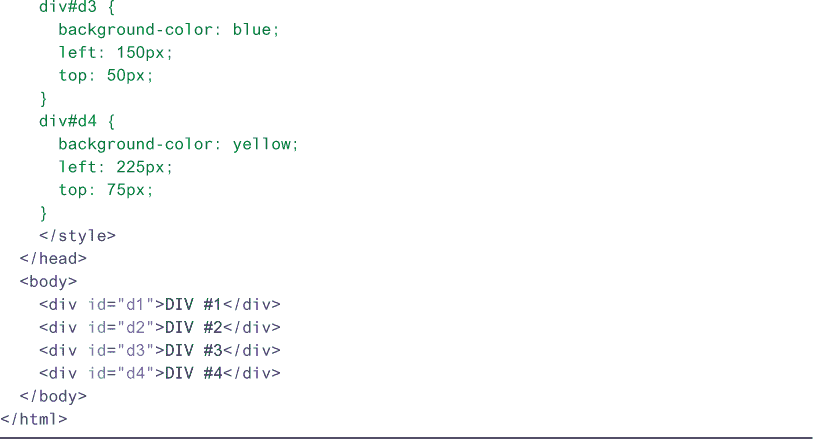 div#d3 {
      background-color: blue;
      left: 150px;
      top: 50px;
    }
    div#d4 {
      background-color: yellow;
      left: 225px;
      top: 75px;
    }
    </style>
  </head>
  <body>
    <div id="d1">DIV #1</div>
    <div id="d2">DIV #2</div>
    <div id="d3">DIV #3</div>
    <div id="d4">DIV #4</div>
  </body>
</html>